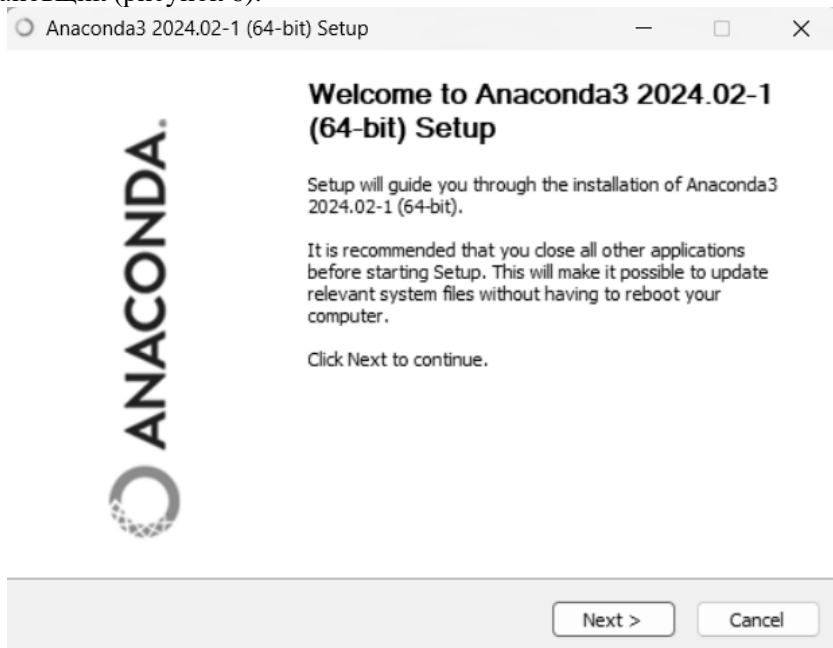 (рисунок 6).
Anaconda3 2024.02-1 (64-bit) Setup
Welcome to Anaconda3 2024.02-1
(64-bit) Setup
Setup will guide you through the installation of Anaconda3
2024.02-1 (64-bit).
It is recommended that you close all other applications
before starting Setup. This will make it possible to update
relevant system files without having to reboot your
computer.
Click Next to continue.
ANACONDA.
Next >
Cancel